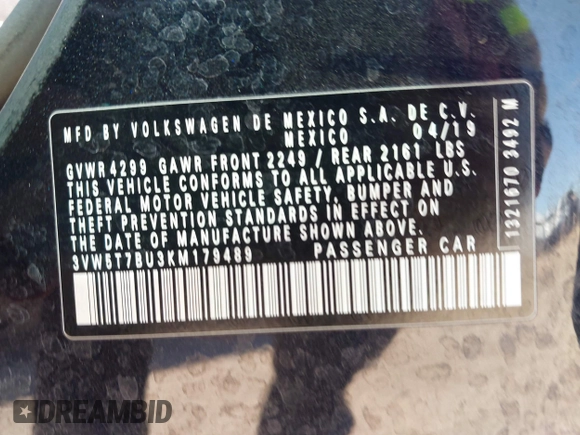 MFD BY VOLKSWAGEN DE MEXICO S.A. DE C.V.
MEXICO 04/19
GVWR 4299 GAWR FRONT 2249 / REAR 2161 LBS
THIS VEHICLE CONFORMS TO ALL APPLICABLE U.S.
FEDERAL MOTOR VEHICLE SAFETY, BUMPER AND
THEFT PREVENTION STANDARDS IN EFFECT ON
THE DATE OF MANUFACTURE SHOWN ABOVE.
3VW6T7BU3KM179489 PASSENGER CAR
1321670 3492 M
DREAMBID